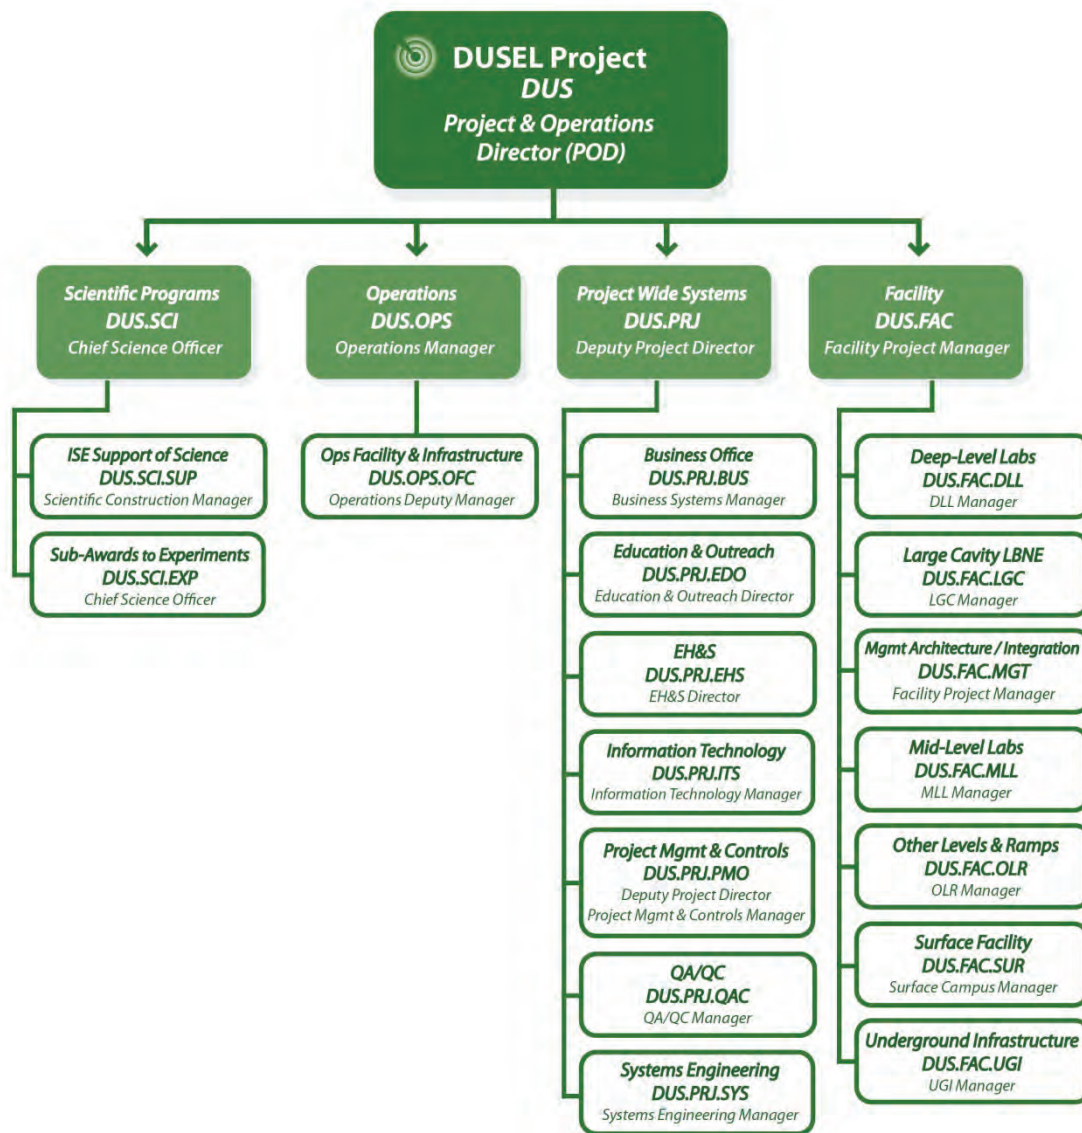 DUSEL Project
DUS
Project & Operations
Director (POD)
Scientific Programs
DUS.SCI
Chief Science Officer
Operations
DUS.OPS
Operations Manager
Project Wide Systems
DUS.PRJ
Deputy Project Director
Facility
DUS.FAC
Facility Project Manager
ISE Support of Science
DUS.SCI.SUP
Scientific Construction Manager
Sub-Awards to Experiments
DUS.SCI.EXP
Chief Science Officer
Ops Facility & Infrastructure
DUS.OPS.OFC
Operations Deputy Manager
Business Office
DUS.PRJ.BUS
Business Systems Manager
Education & Outreach
DUS.PRJ.EDO
Education & Outreach Director
EH&S
DUS.PRJ.EHS
EH&S Director
Information Technology
DUS.PRJ.ITS
Information Technology Manager
Project Mgmt & Controls
DUS.PRJ.PMO
Deputy Project Director
Project Mgmt & Controls Manager
QA/QC
DUS.PRJ.QAC
QA/QC Manager
Systems Engineering
DUS.PRJ.SYS
Systems Engineering Manager
Deep-Level Labs
DUS.FAC.DLL
DLL Manager
Large Cavity LBNE
DUS.FAC.LGC
LGC Manager
Mgmt Architecture / Integration
DUS.FAC.MGT
Facility Project Manager
Mid-Level Labs
DUS.FAC.MLL
MLL Manager
Other Levels & Ramps
DUS.FAC.OLR
OLR Manager
Surface Facility
DUS.FAC.SUR
Surface Campus Manager
Underground Infrastructure
DUS.FAC.UGI
UGI Manager